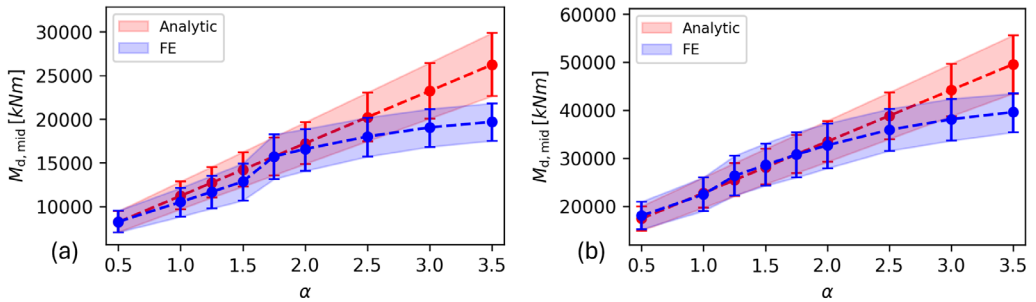 30000
25000
20000
15000
10000
M_d,mid [kNm]
Analytic
FE
(a)
0.5 1.0 1.5 2.0 2.5 3.0 3.5
α
60000
50000
40000
30000
20000
M_d,mid [kNm]
Analytic
FE
(b)
0.5 1.0 1.5 2.0 2.5 3.0 3.5
α